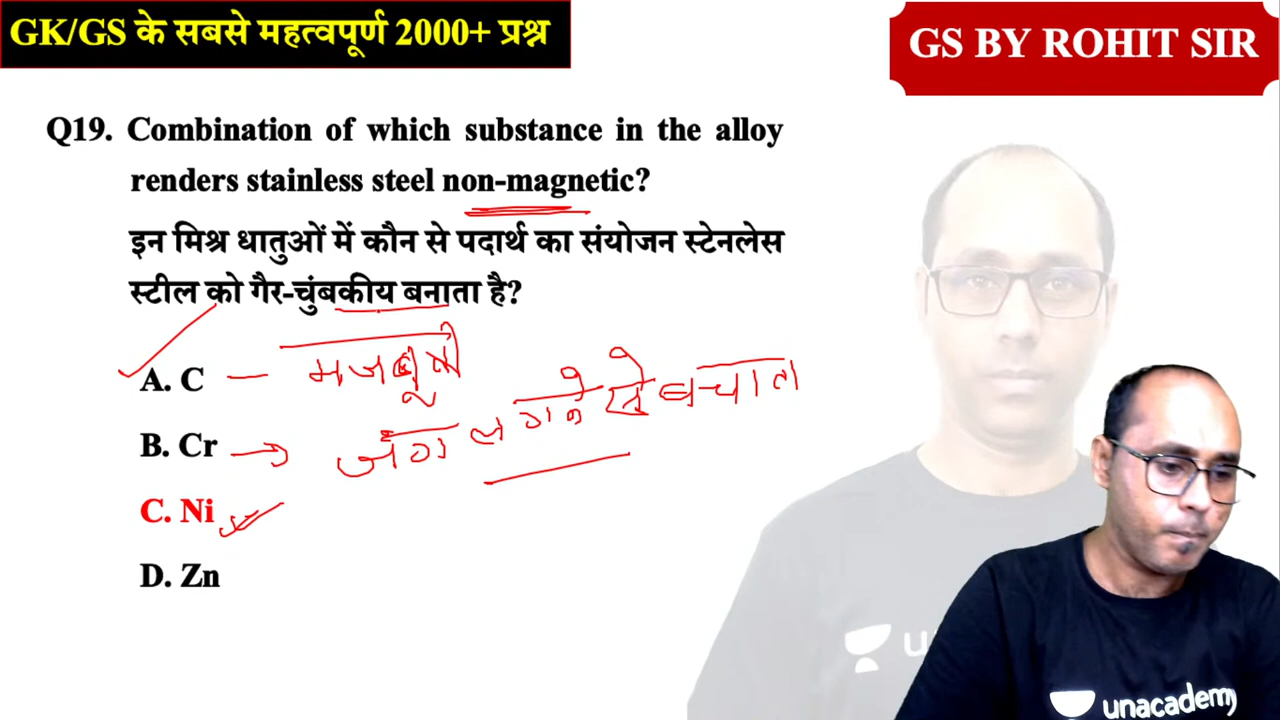 GK/GS के सबसे महत्वपूर्ण 2000+ प्रश्न
GS BY ROHIT SIR
Q19. Combination of which substance in the alloy
renders stainless steel non-magnetic?
इन मिश्र धातुओं में कौन से पदार्थ का संयोजन स्टेनलेस
स्टील को गैर-चुंबकीय बनाता है?
A. C – मजबूती
B. Cr → जंग लगने से बचाता
C. Ni
D. Zn
unacademy